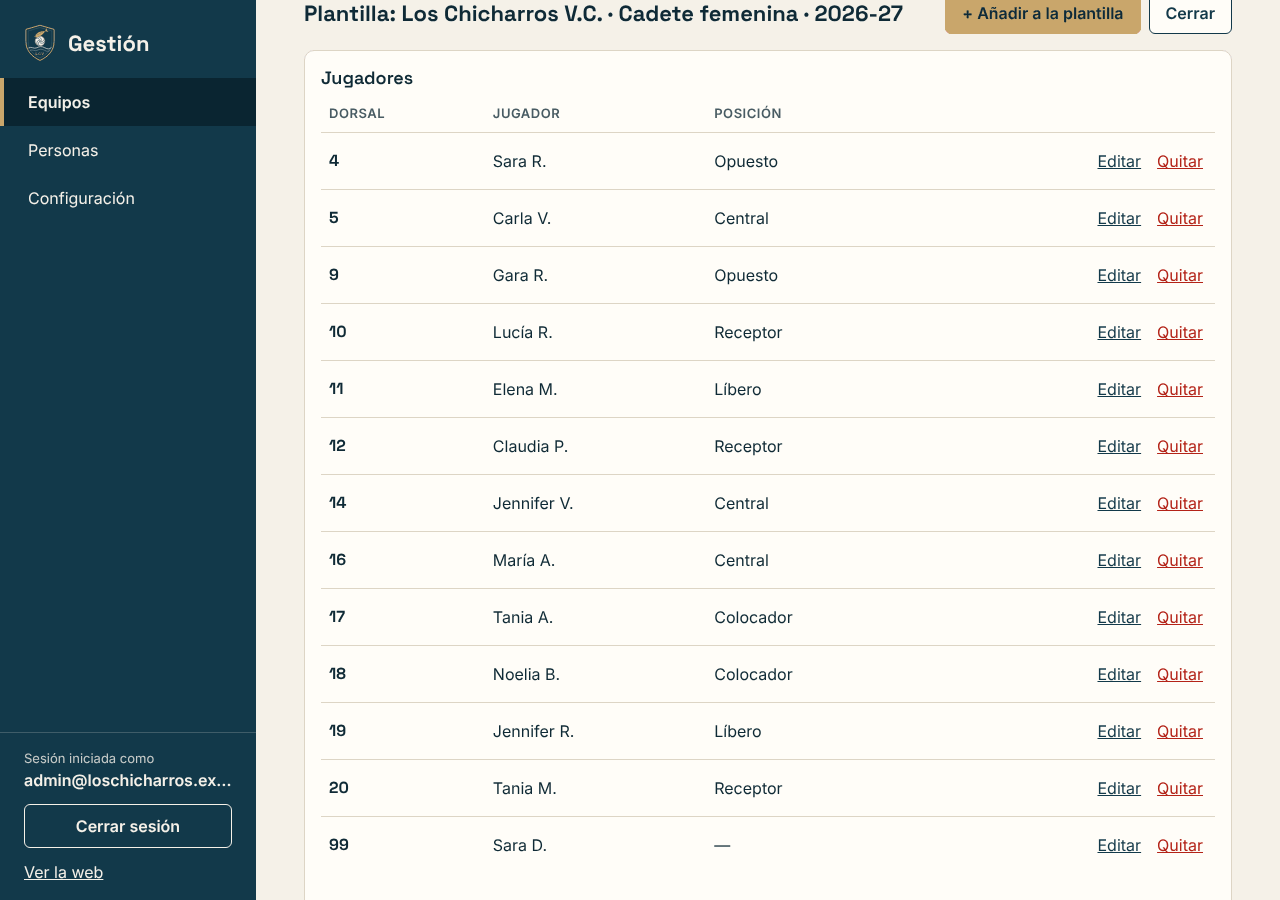 Gestión
Equipos
Personas
Configuración
Sesión iniciada como
admin@loschicharros.ex...
Cerrar sesión
Ver la web
Plantilla: Los Chicharros V.C. · Cadete femenina · 2026-27
+ Añadir a la plantilla
Cerrar
Jugadores
DORSAL JUGADOR POSICIÓN
4 Sara R. Opuesto Editar Quitar
5 Carla V. Central Editar Quitar
9 Gara R. Opuesto Editar Quitar
10 Lucía R. Receptor Editar Quitar
11 Elena M. Líbero Editar Quitar
12 Claudia P. Receptor Editar Quitar
14 Jennifer V. Central Editar Quitar
16 María A. Central Editar Quitar
17 Tania A. Colocador Editar Quitar
18 Noelia B. Colocador Editar Quitar
19 Jennifer R. Líbero Editar Quitar
20 Tania M. Receptor Editar Quitar
99 Sara D. — Editar Quitar